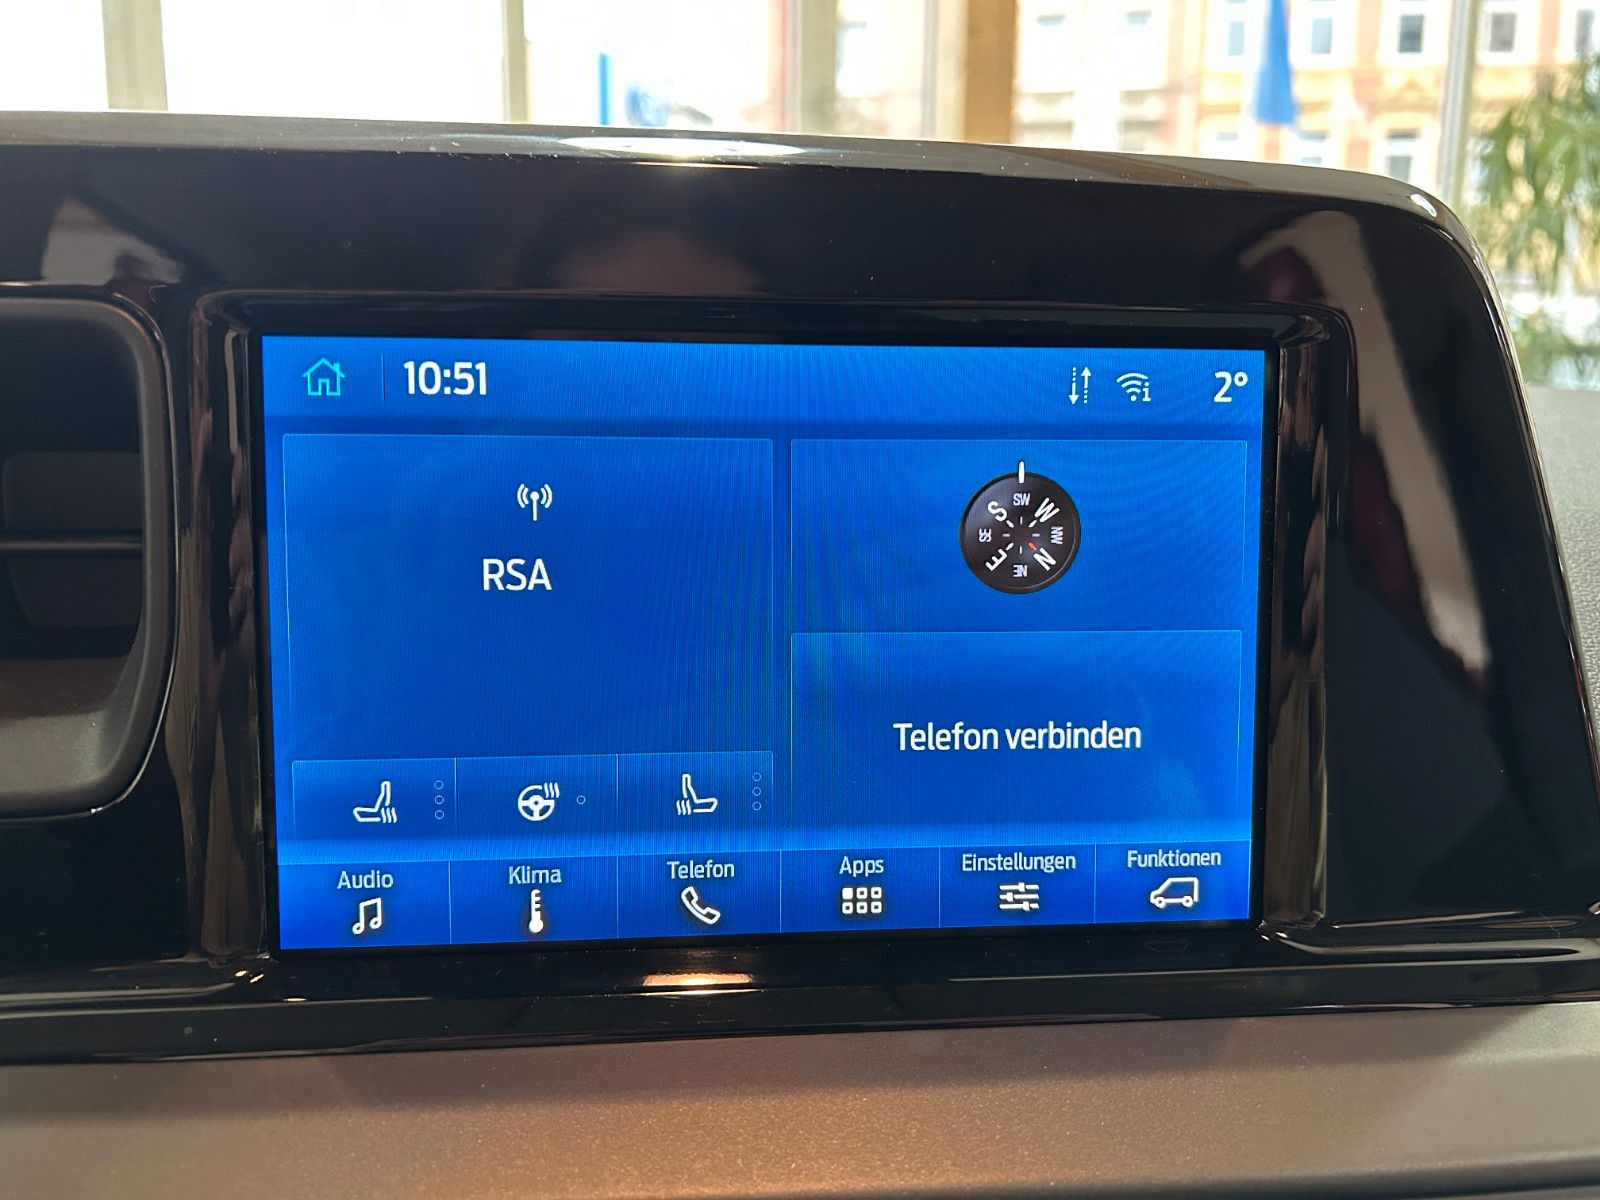 10:51
2°
RSA
SW
S W
SE NW
E N
NE
Telefon verbinden
Audio Klima Telefon Apps Einstellungen Funktionen